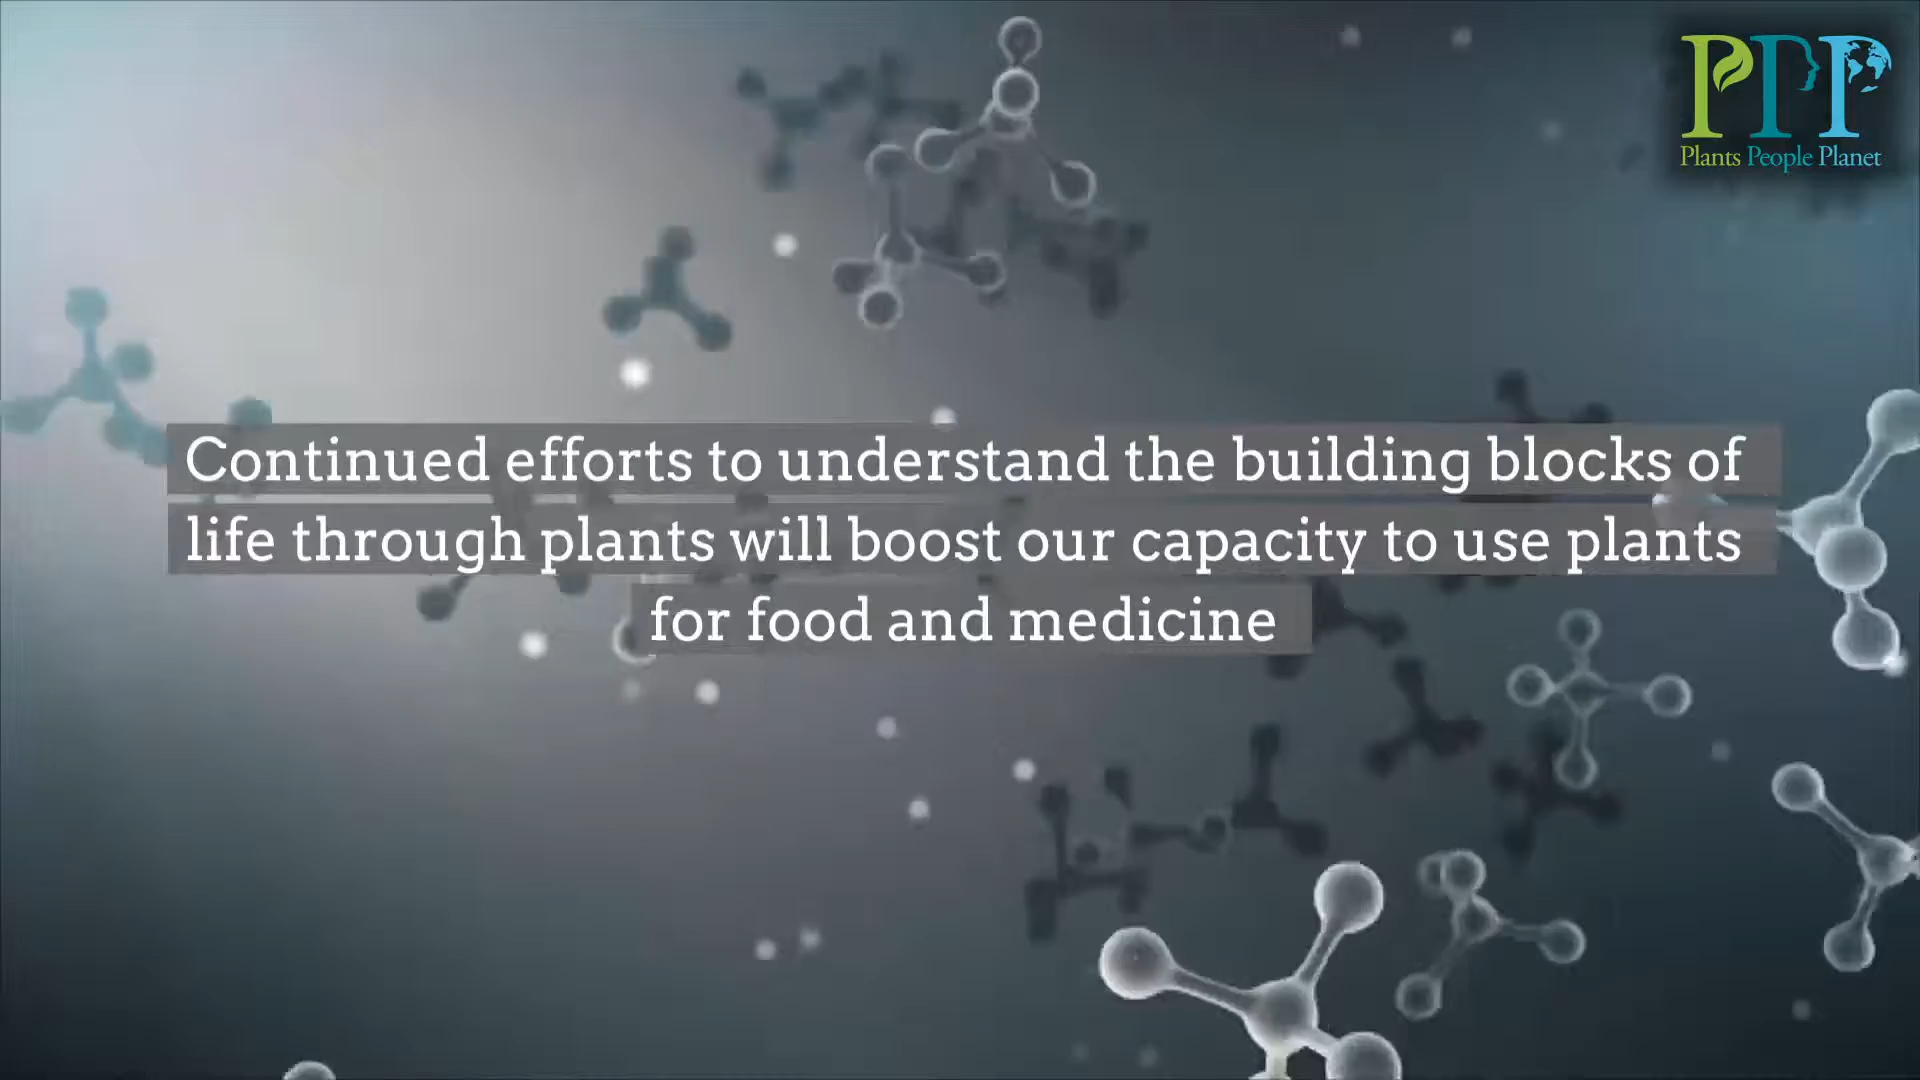 PPP
Plants People Planet
Continued efforts to understand the building blocks of
life through plants will boost our capacity to use plants
for food and medicine